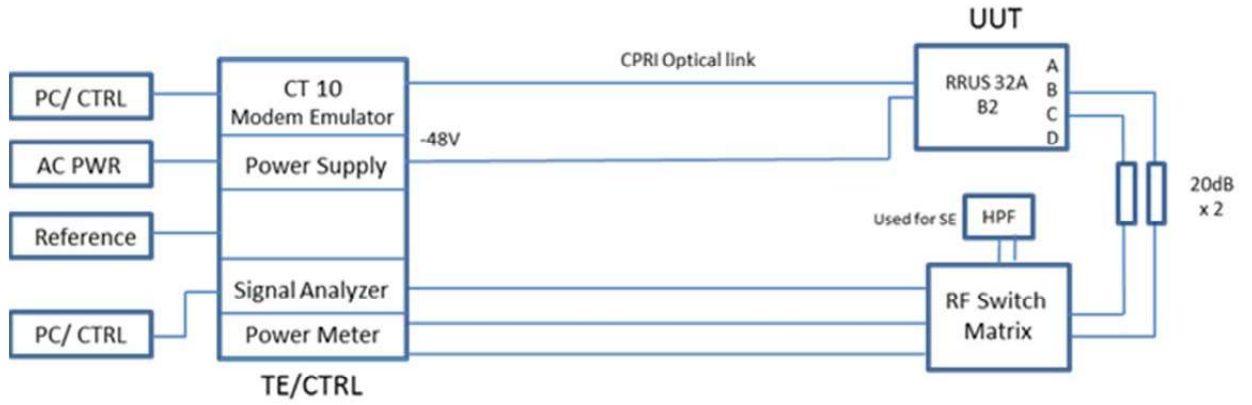 UUT
CPRI Optical link
PC/ CTRL
CT 10
Modem Emulator
RRUS 32A
B2
A
B
C
D
-48V
AC PWR
Power Supply
20dB
x 2
Used for SE
HPF
Reference
Signal Analyzer
RF Switch
Matrix
PC/ CTRL
Power Meter
TE/CTRL